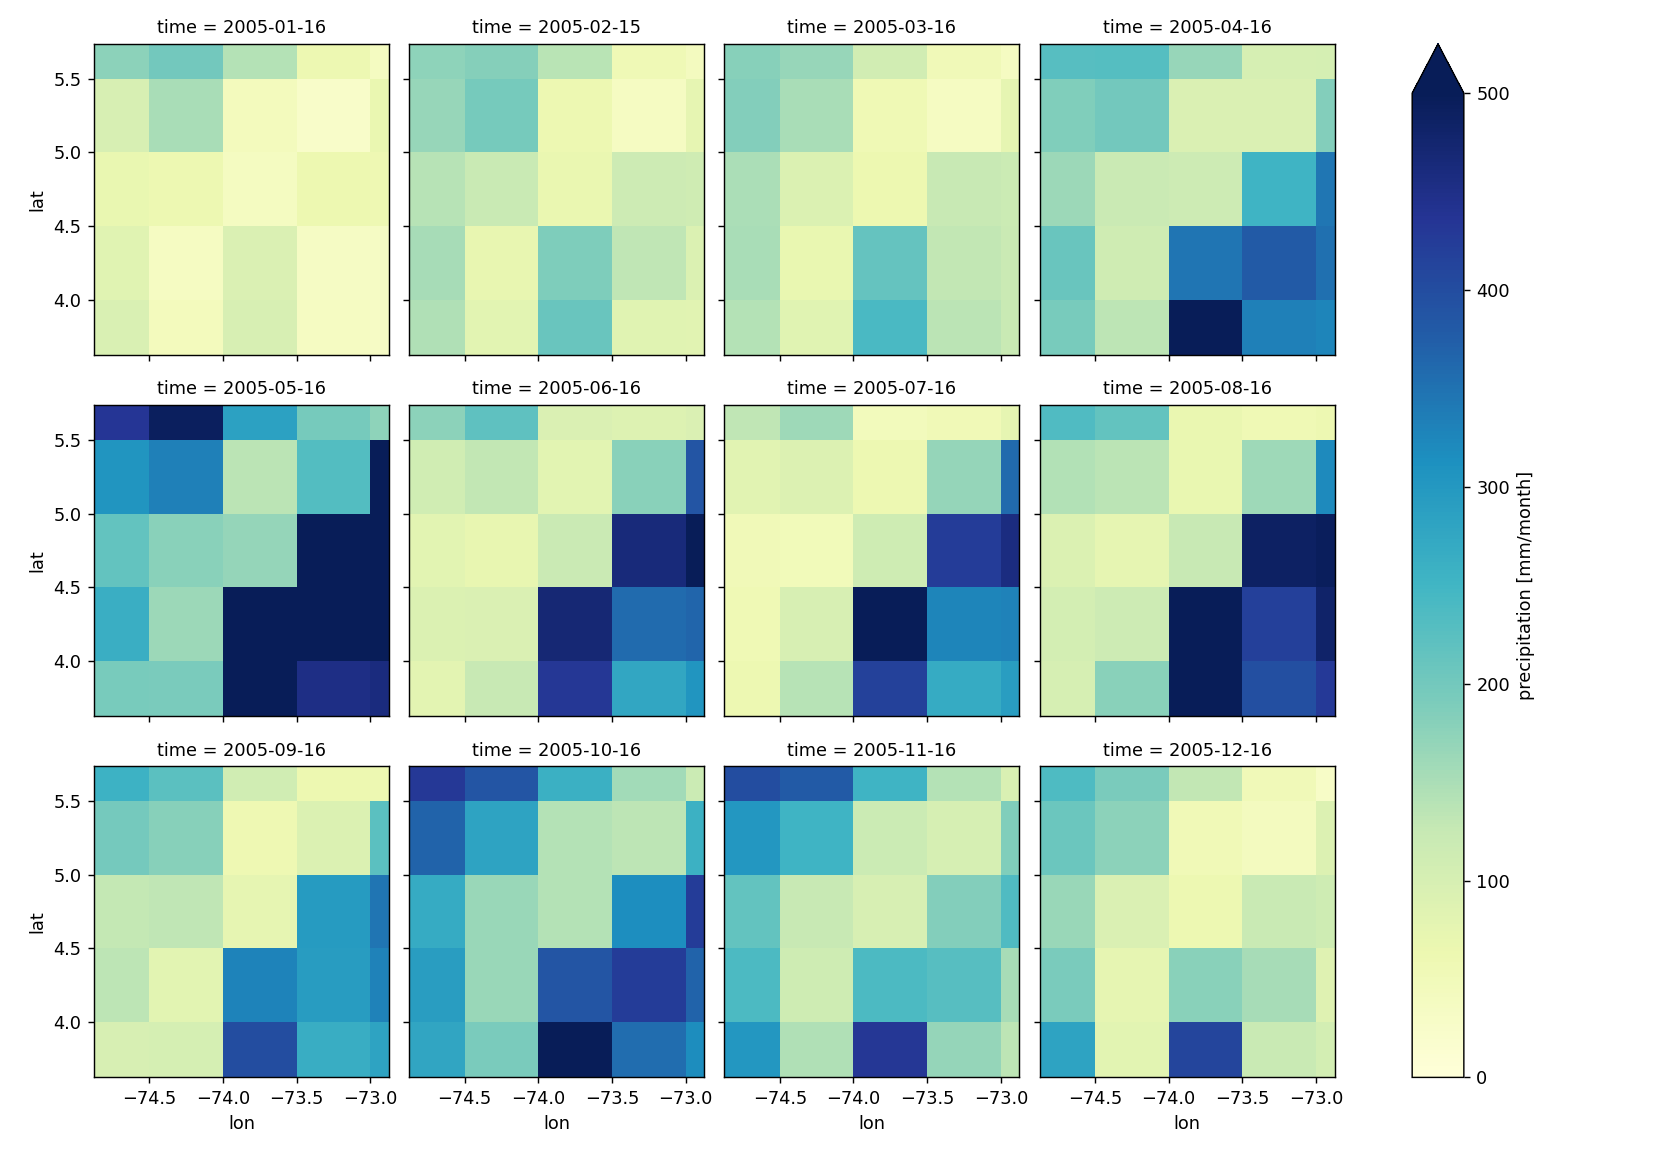 time = 2005-01-16
time = 2005-02-15
time = 2005-03-16
time = 2005-04-16
lat
5.5
5.0
4.5
4.0
time = 2005-05-16
time = 2005-06-16
time = 2005-07-16
time = 2005-08-16
lat
5.5
5.0
4.5
4.0
time = 2005-09-16
time = 2005-10-16
time = 2005-11-16
time = 2005-12-16
lat
5.5
5.0
4.5
4.0
−74.5 −74.0 −73.5 −73.0
lon
−74.5 −74.0 −73.5 −73.0
lon
−74.5 −74.0 −73.5 −73.0
lon
−74.5 −74.0 −73.5 −73.0
lon
500
400
300
200
100
0
precipitation [mm/month]